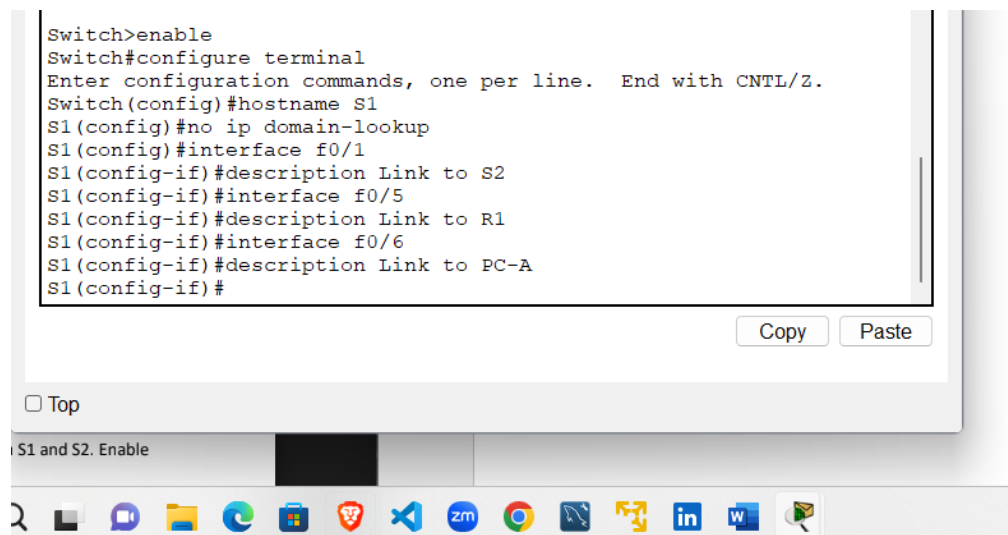 Switch>enable
Switch#configure terminal
Enter configuration commands, one per line.  End with CNTL/Z.
Switch(config)#hostname S1
S1(config)#no ip domain-lookup
S1(config)#interface f0/1
S1(config-if)#description Link to S2
S1(config-if)#interface f0/5
S1(config-if)#description Link to R1
S1(config-if)#interface f0/6
S1(config-if)#description Link to PC-A
S1(config-if)#
Copy Paste
Top
S1 and S2. Enable
zm in W